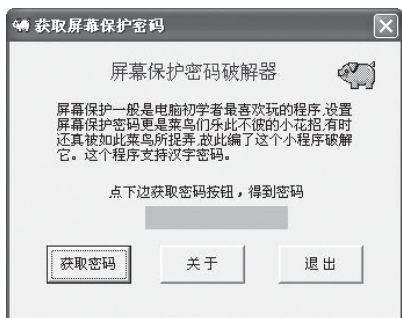 获取屏幕保护密码
屏幕保护密码破解器
屏幕保护一般是电脑初学者最喜欢玩的程序,设置
屏幕保护密码更是菜鸟们乐此不彼的小花招,有时
还真被如此菜鸟所捉弄,故此编了这个小程序破解
它。这个程序支持汉字密码。
点下边获取密码按钮，得到密码
获取密码 关于 退出